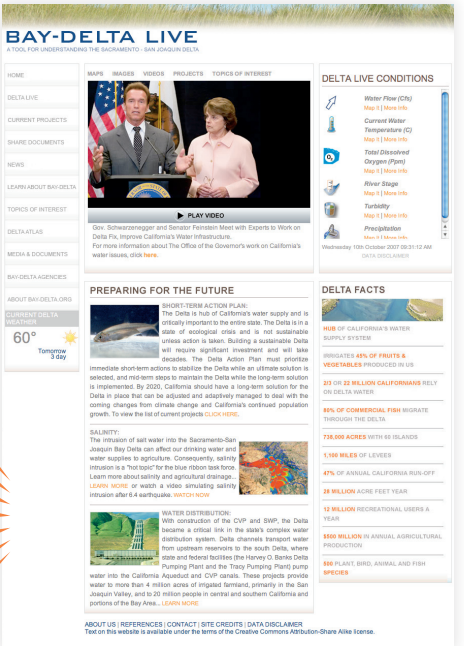 BAY-DELTA LIVE
A TOOL FOR UNDERSTANDING THE SACRAMENTO - SAN JOAQUIN DELTA
HOME
DELTA LIVE
CURRENT PROJECTS
SHARE DOCUMENTS
NEWS
LEARN ABOUT BAY-DELTA
TOPICS OF INTEREST
DELTA ATLAS
MEDIA & DOCUMENTS
BAY-DELTA AGENCIES
ABOUT BAY-DELTA.ORG
CURRENT DELTA
WEATHER
60°
Tomorrow
3 day
MAPS IMAGES VIDEOS PROJECTS TOPICS OF INTEREST
PLAY VIDEO
Gov. Schwarzenegger and Senator Feinstein Meet with Experts to Work on
Delta Fix, Improve California's Water Infrastructure.
For more information about The Office of the Governor's work on California's
water issues, click here.
DELTA LIVE CONDITIONS
Water Flow (Cfs)
Map It | More Info
Current Water
Temperature (C)
Map It | More Info
Total Dissolved
Oxygen (Ppm)
Map It | More Info
River Stage
Map It | More Info
Turbidity
Map It | More Info
Precipitation
Map It | More Info
Wednesday 10th October 2007 09:31:12 AM
DATA DISCLAIMER
PREPARING FOR THE FUTURE
SHORT-TERM ACTION PLAN:
The Delta is hub of California's water supply and is
critically important to the entire state. The Delta is in a
state of ecological crisis and is not sustainable
unless action is taken. Building a sustainable Delta
will require significant investment and will take
decades. The Delta Action Plan must prioritize
immediate short-term actions to stabilize the Delta while an ultimate solution is
selected, and mid-term steps to maintain the Delta while the long-term solution
is implemented. By 2020, California should have a long-term solution for the
Delta in place that can be adjusted and adaptively managed to deal with the
coming changes from climate change and California's continued population
growth. To view the list of current projects CLICK HERE.
SALINITY:
The intrusion of salt water into the Sacramento-San
Joaquin Bay Delta can affect our drinking water and
water supplies to agriculture. Consequently, salinity
intrusion is a "hot topic" for the blue ribbon task force.
Learn more about salinity and agricultural drainage...
LEARN MORE or watch a video simulating salinity
intrusion after 6.4 earthquake. WATCH NOW
WATER DISTRIBUTION:
With construction of the CVP and SWP, the Delta
became a critical link in the state's complex water
distribution system. Delta channels transport water
from upstream reservoirs to the south Delta, where
state and federal facilities (the Harvey O. Banks Delta
Pumping Plant and the Tracy Pumping Plant) pump
water into the California Aqueduct and CVP canals. These projects provide
water to more than 4 million acres of irrigated farmland, primarily in the San
Joaquin Valley, and to 20 million people in central and southern California and
portions of the Bay Area... LEARN MORE
DELTA FACTS
HUB OF CALIFORNIA'S WATER
SUPPLY SYSTEM
IRRIGATES 45% OF FRUITS &
VEGETABLES PRODUCED IN US
2/3 OR 22 MILLION CALIFORNIANS RELY
ON DELTA WATER
80% OF COMMERCIAL FISH MIGRATE
THROUGH THE DELTA
738,000 ACRES WITH 60 ISLANDS
1,100 MILES OF LEVEES
47% OF ANNUAL CALIFORNIA RUN-OFF
28 MILLION ACRE FEET YEAR
12 MILLION RECREATIONAL USERS A
YEAR
$500 MILLION IN ANNUAL AGRICULTURAL
PRODUCTION
500 PLANT, BIRD, ANIMAL AND FISH
SPECIES
ABOUT US | REFERENCES | CONTACT | SITE CREDITS | DATA DISCLAIMER
Text on this website is available under the terms of the Creative Commons Attribution-Share Alike license.